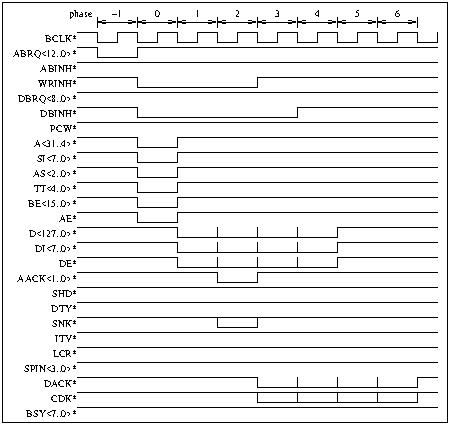 phase −1 0 1 2 3 4 5 6
BCLK*
ABRQ<12..0>*
ABINH*
WRINH*
DBRQ<8..0>*
DBINH*
PCW*
A<31..4>*
SI<7..0>*
AS<2..0>*
TT<4..0>*
BE<15..0>*
AE*
D<127..0>*
DI<7..0>*
DE*
AACK<1..0>*
SHD*
DTY*
SNK*
ITV*
LCR*
SPIN<3..0>*
DACK*
CDK*
BSY<7..0>*